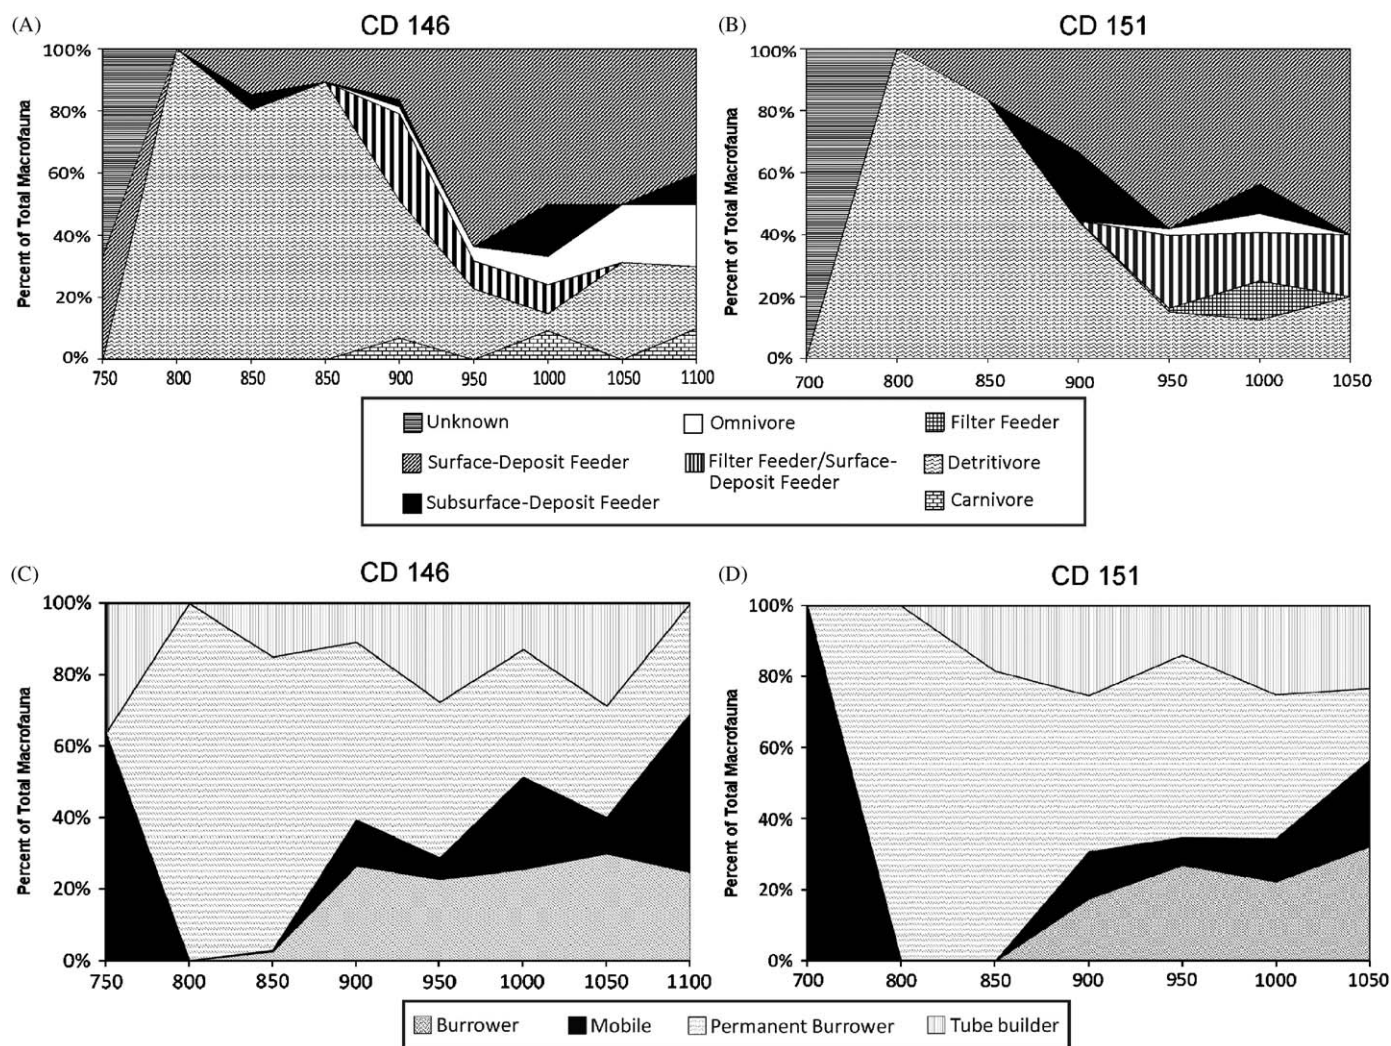 (A)
CD 146
Percent of Total Macrofauna
100%
80%
60%
40%
20%
0%
750 800 850 850 900 950 1000 1050 1100
(B)
CD 151
Percent of Total Macrofauna
100%
80%
60%
40%
20%
0%
700 800 850 900 950 1000 1050
Unknown
Surface-Deposit Feeder
Subsurface-Deposit Feeder
Omnivore
Filter Feeder/Surface-
Deposit Feeder
Filter Feeder
Detritivore
Carnivore
(C)
CD 146
Percent of Total Macrofauna
100%
80%
60%
40%
20%
0%
750 800 850 900 950 1000 1050 1100
(D)
CD 151
Percent of Total Macrofauna
100%
80%
60%
40%
20%
0%
700 800 850 900 950 1000 1050
Burrower Mobile Permanent Burrower Tube builder